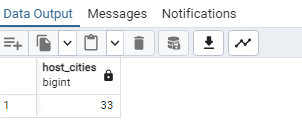 Data Output Messages Notifications
host_cities
bigint
1 33